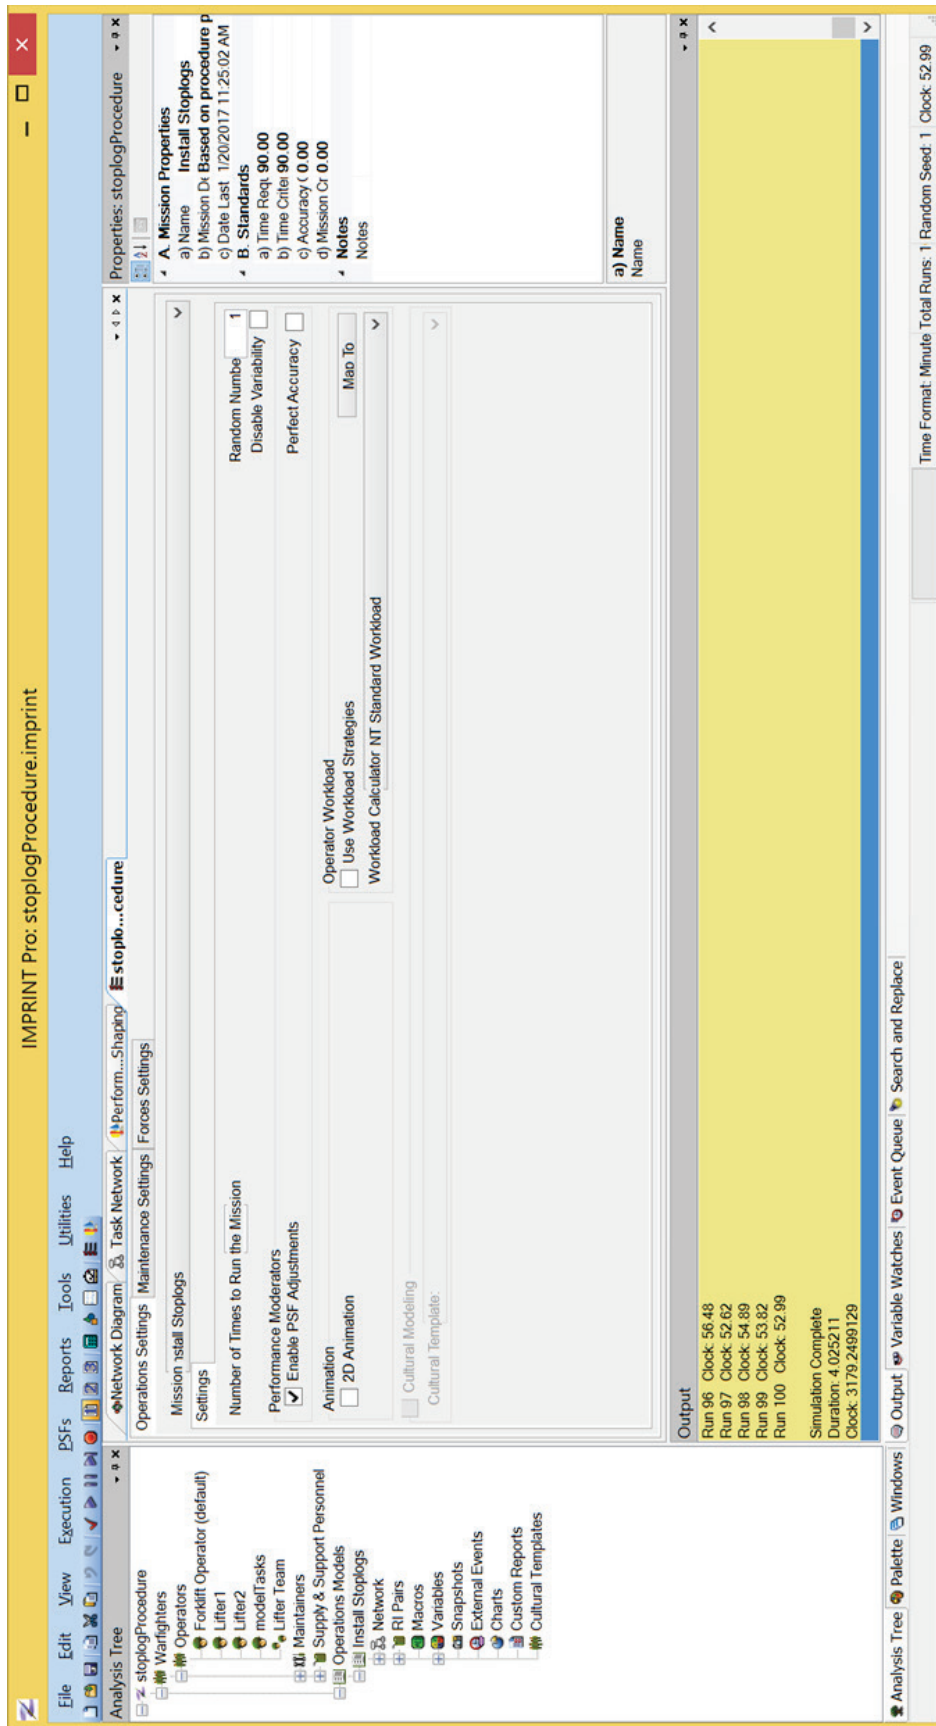 IMPRINT Pro: stoplogProcedure.imprint
File Edit View Execution PSFs Reports Tools Utilities Help
Analysis Tree
stoplogProcedure
Warfighters
Operators
Forklift Operator (default)
Lifter1
Lifter2
modelTasks
Lifter Team
Maintainers
Supply & Support Personnel
Operations Models
Install Stoplogs
Network
RI Pairs
Macros
Variables
Snapshots
External Events
Charts
Custom Reports
Cultural Templates
Analysis Tree Palette Windows
Network Diagram Task Network Perform...Shaping stoplo...cedure
Operations Settings Maintenance Settings Forces Settings
Mission nstall Stoplogs
Settings
Number of Times to Run the Mission
Random Numbe 1
Disable Variability
Performance Moderators
Enable PSF Adjustments
Perfect Accuracy
Animation
2D Animation
Operator Workload
Use Workload Strategies
Map To
Workload Calculator NT Standard Workload
Cultural Modeling
Cultural Template:
Properties: stoplogProcedure
A. Mission Properties
a) Name Install Stoplogs
b) Mission De Based on procedure p
c) Date Last 1/20/2017 11:25:02 AM
B. Standards
a) Time Requ 90.00
b) Time Criter 90.00
c) Accuracy ( 0.00
d) Mission Cr 0.00
Notes
Notes
a) Name
Name
Output
Run 96 Clock: 56.48
Run 97 Clock: 52.62
Run 98 Clock: 54.89
Run 99 Clock: 53.82
Run 100 Clock: 52.99
Simulation Complete
Duration: 4.025211
Clock: 3179.2499129
Output Variable Watches Event Queue Search and Replace
Time Format: Minute Total Runs: 1 Random Seed: 1 Clock: 52.99